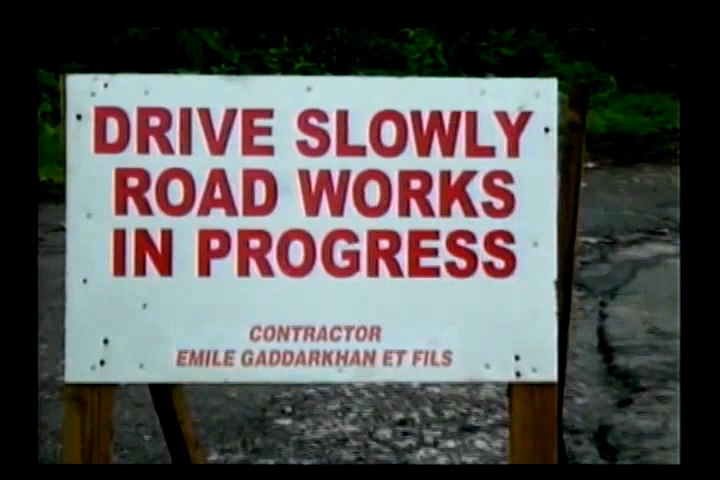 DRIVE SLOWLY
ROAD WORKS
IN PROGRESS
CONTRACTOR
EMILE GADDARKHAN ET FILS